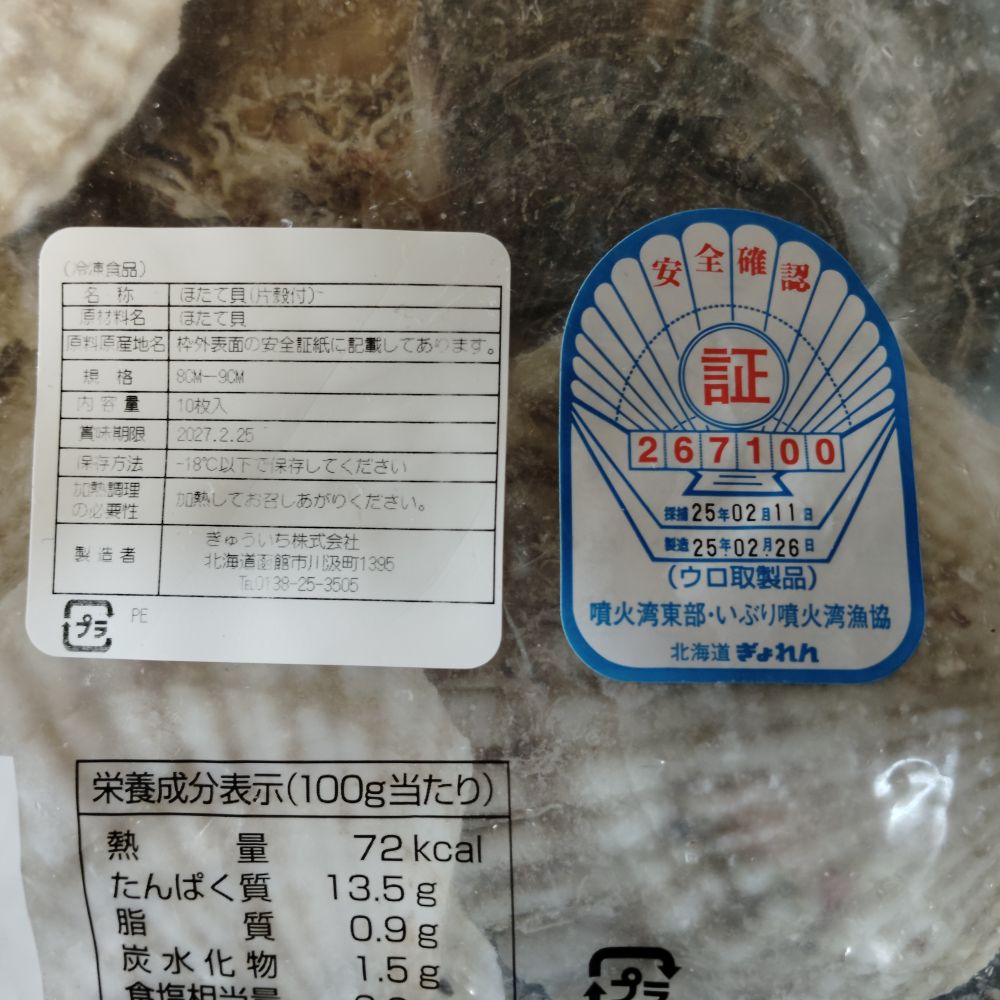 (冷凍食品)
名 称 ほたて貝(片殻付)
原材料名 ほたて貝
原料原産地名 枠外表面の安全証紙に記載してあります。
規 格 8CM-9CM
内 容 量 10枚入
賞味期限 2027.2.25
保存方法 -18℃以下で保存してください
加熱調理
の必要性
加熱してお召しあがりください。
製 造 者
ぎゅういち株式会社
北海道函館市川汲町1395
TEL0138-25-3505
プラ
PE
安全確認
証
267100
採捕25年02月11日
製造25年02月26日
(ウロ取製品)
噴火湾東部・いぶり噴火湾漁協
北海道ぎょれん
栄養成分表示(100g当たり)
熱 量 72kcal
たんぱく質 13.5g
脂 質 0.9g
炭水化物 1.5g
食塩相当量
プラ